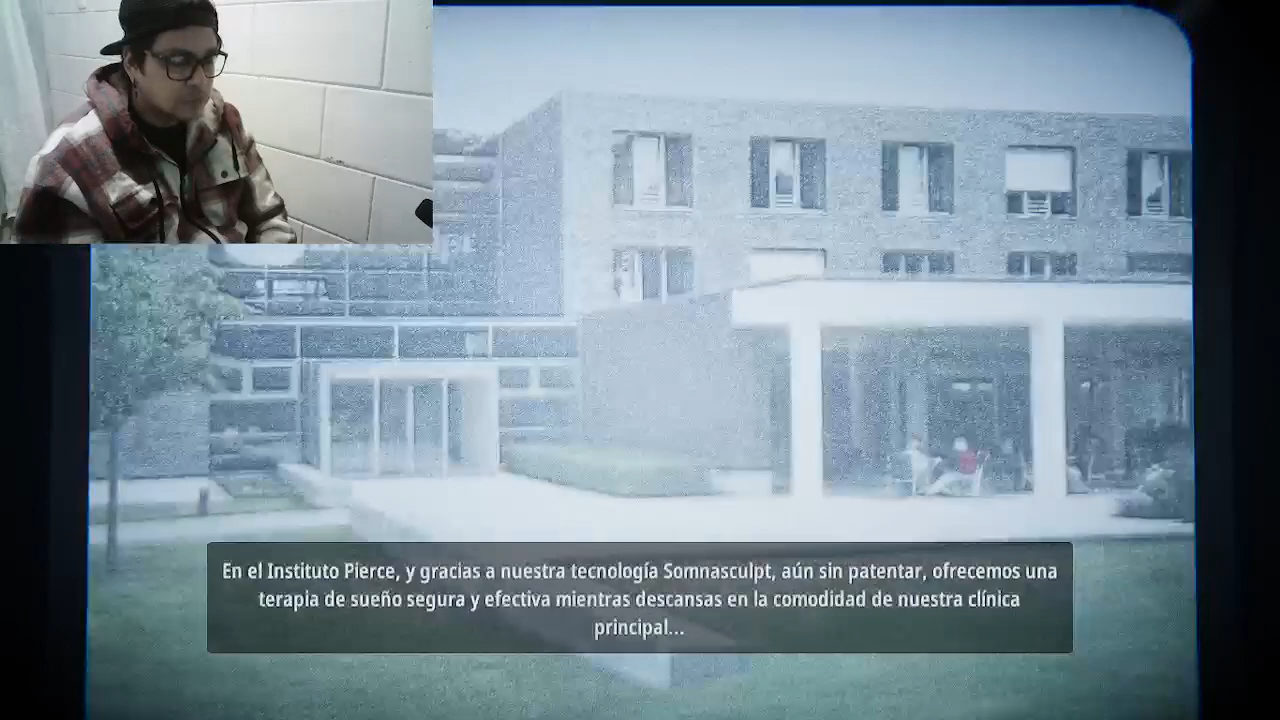 En el Instituto Pierce, y gracias a nuestra tecnología Somnasculpt, aún sin patentar, ofrecemos una
terapia de sueño segura y efectiva mientras descansas en la comodidad de nuestra clínica
principal...